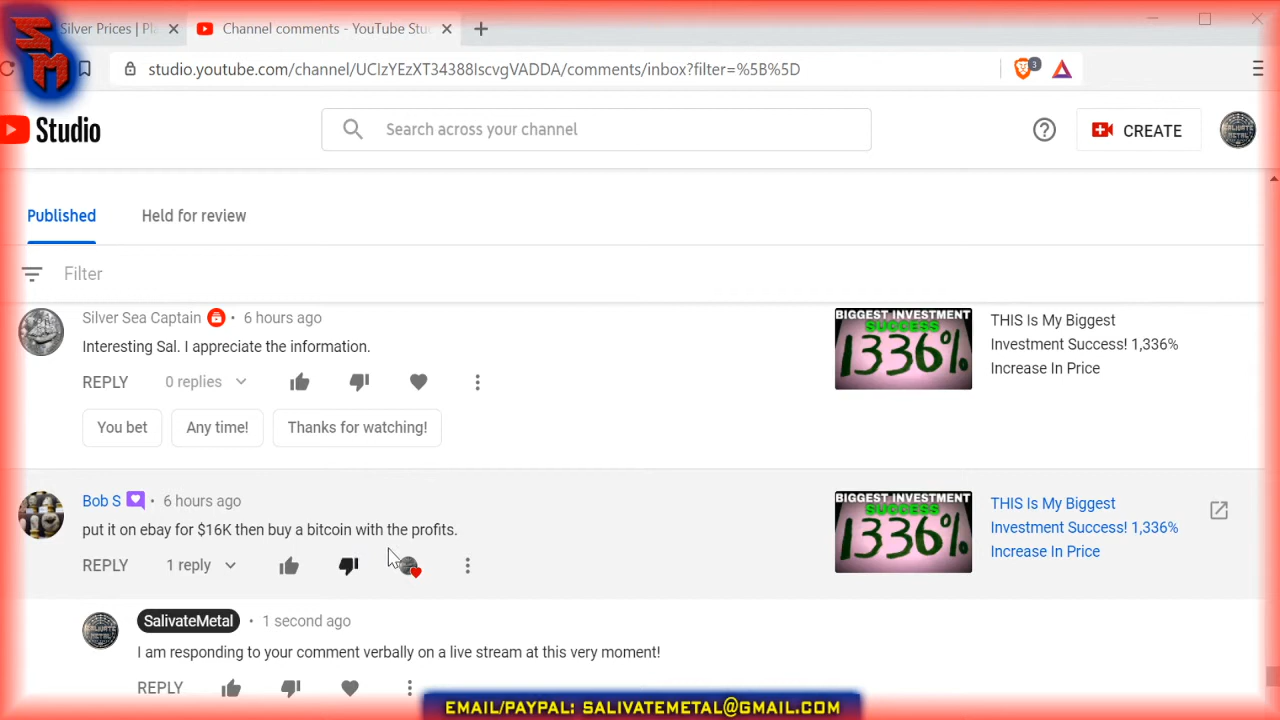 SM
Silver Prices | Pl
Channel comments - YouTube Stu
studio.youtube.com/channel/UCIzYEzXT34388IscvgVADDA/comments/inbox?filter=%5B%5D
3
Studio
Search across your channel
CREATE
Published
Held for review
Filter
Silver Sea Captain • 6 hours ago
Interesting Sal. I appreciate the information.
REPLY 0 replies
You bet
Any time!
Thanks for watching!
BIGGEST INVESTMENT
SUCCESS
1336%
THIS Is My Biggest
Investment Success! 1,336%
Increase In Price
Bob S • 6 hours ago
put it on ebay for $16K then buy a bitcoin with the profits.
REPLY 1 reply
BIGGEST INVESTMENT
SUCCESS
1336%
THIS Is My Biggest
Investment Success! 1,336%
Increase In Price
SalivateMetal • 1 second ago
I am responding to your comment verbally on a live stream at this very moment!
REPLY
EMAIL/PAYPAL: SALIVATEMETAL@GMAIL.COM